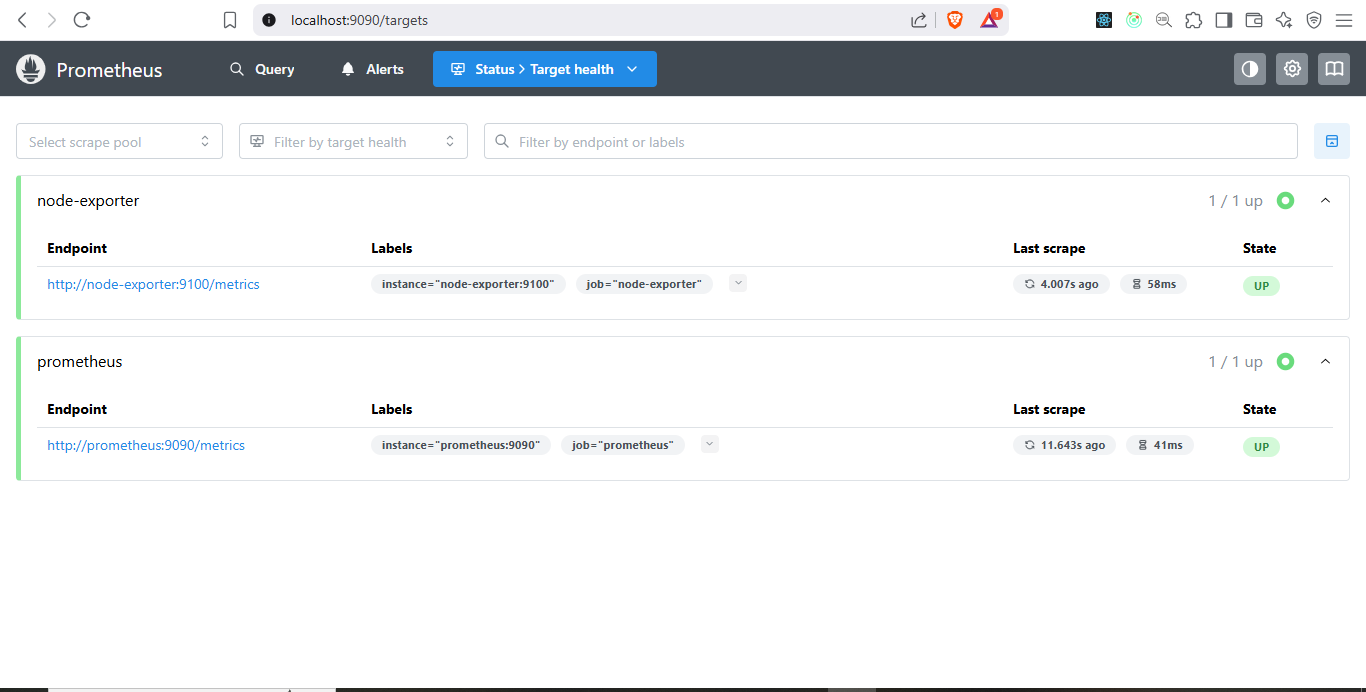 localhost:9090/targets
1
Prometheus Query Alerts Status > Target health
Select scrape pool Filter by target health Filter by endpoint or labels
node-exporter 1 / 1 up
Endpoint Labels Last scrape State
http://node-exporter:9100/metrics instance="node-exporter:9100" job="node-exporter" 4.007s ago 58ms UP
prometheus 1 / 1 up
Endpoint Labels Last scrape State
http://prometheus:9090/metrics instance="prometheus:9090" job="prometheus" 11.643s ago 41ms UP